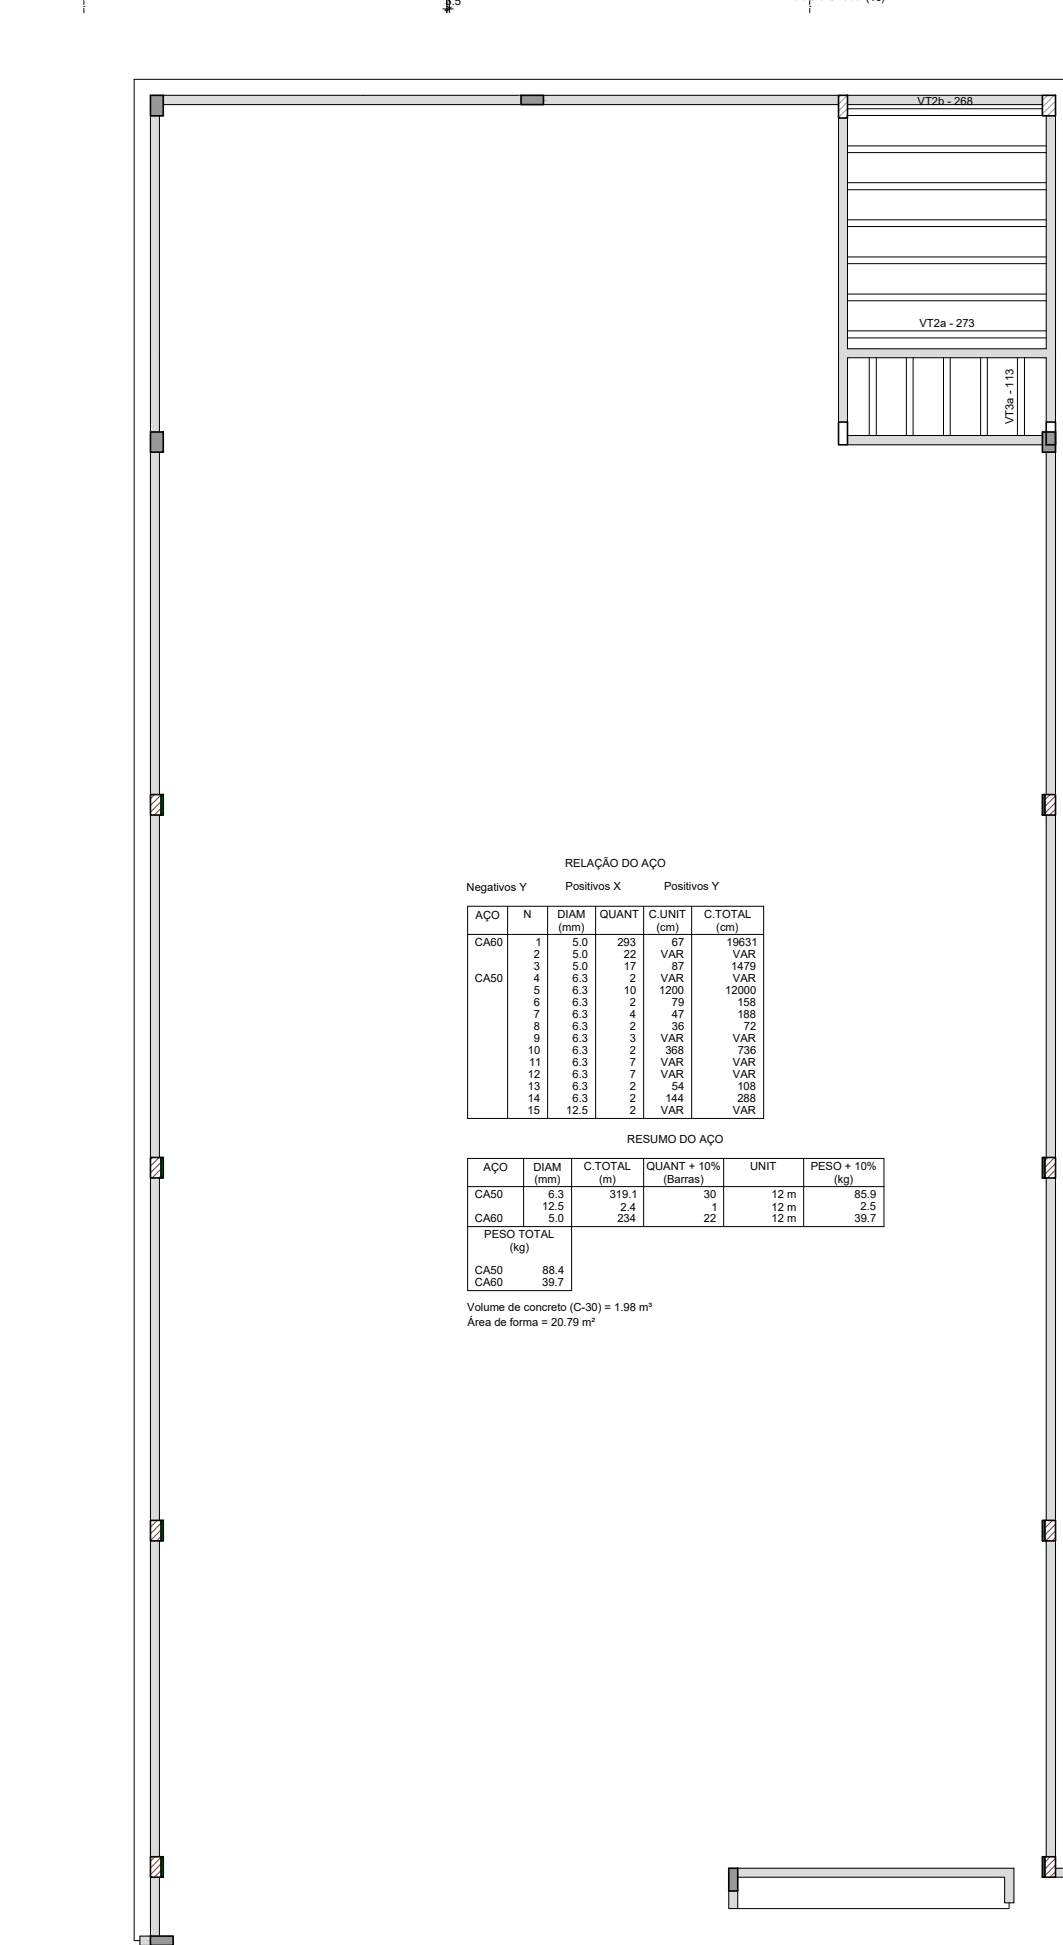 VT2b - 268
VT2a - 273
VT3a - 113
RELAÇÃO DO AÇO
Negativos Y Positivos X Positivos Y
AÇO N DIAM QUANT C.UNIT C.TOTAL
(mm) (cm) (cm)
CA60 1 5.0 293 67 19631
2 5.0 22 VAR VAR
3 5.0 17 87 1479
CA50 4 6.3 2 VAR VAR
5 6.3 10 1200 12000
6 6.3 2 79 158
7 6.3 4 47 188
8 6.3 2 36 72
9 6.3 3 VAR VAR
10 6.3 2 368 736
11 6.3 7 VAR VAR
12 6.3 7 VAR VAR
13 6.3 2 54 108
14 6.3 2 144 288
15 12.5 2 VAR VAR
RESUMO DO AÇO
AÇO DIAM C.TOTAL QUANT + 10% UNIT PESO + 10%
(mm) (m) (Barras) (kg)
CA50 6.3 319.1 30 12 m 85.9
12.5 2.4 1 12 m 2.5
CA60 5.0 234 22 12 m 39.7
PESO TOTAL
(kg)
CA50 88.4
CA60 39.7
Volume de concreto (C-30) = 1.98 m³
Área de forma = 20.79 m²